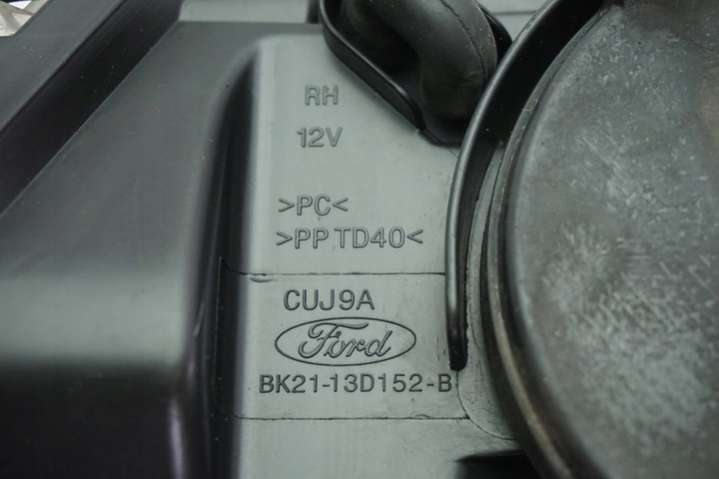 RH
12V
>PC<
>PP TD40<
CUJ9A
Ford
BK21-13D152-B